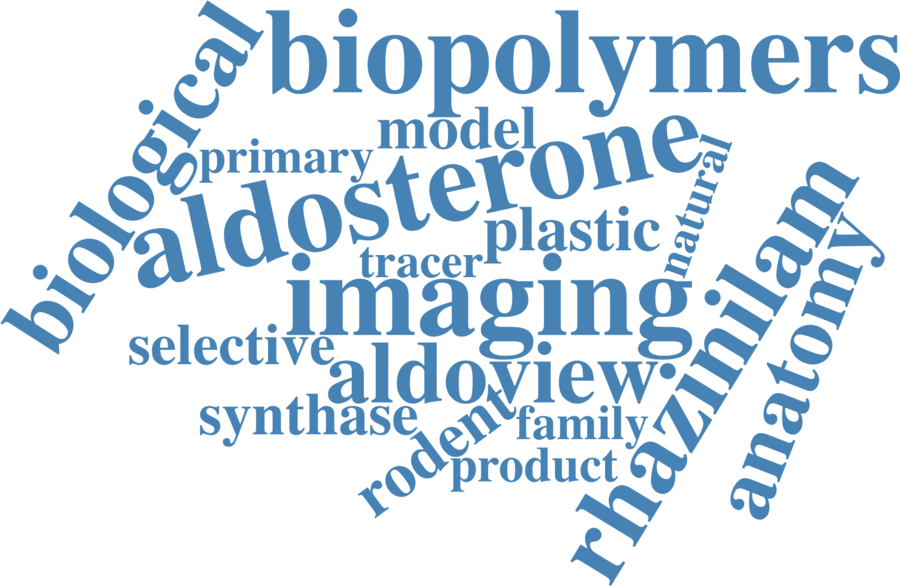 biopolymers
biological
model
primary
aldosterone
natural
plastic
tracer
imaging
rhazinilam
anatomy
selective
aldoview
synthase
rodent
family
product